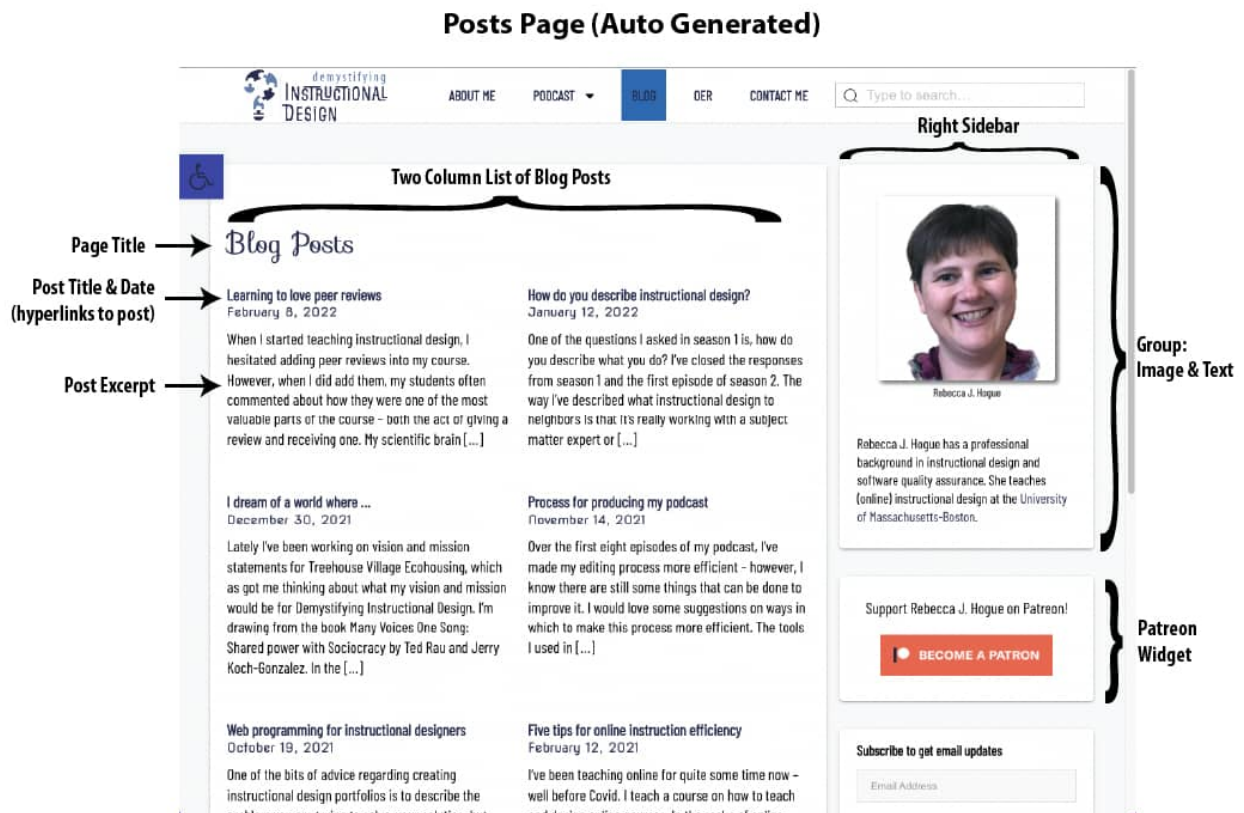 Posts Page (Auto Generated)
demystifying
INSTRUCTIONAL
DESIGN
ABOUT ME
PODCAST
BLOG
OER
CONTACT ME
Type to search...
Right Sidebar
Two Column List of Blog Posts
Page Title
Blog Posts
Post Title & Date
(hyperlinks to post)
Post Excerpt
Learning to love peer reviews
February 8, 2022
When I started teaching instructional design, I
hesitated adding peer reviews into my course.
However, when I did add them, my students often
commented about how they were one of the most
valuable parts of the course – both the act of giving a
review and receiving one. My scientific brain [...]
How do you describe instructional design?
January 12, 2022
One of the questions I asked in season 1 is, how do
you describe what you do? I've closed the responses
from season 1 and the first episode of season 2. The
way I've described what instructional design to
neighbors is that it's really working with a subject
matter expert or [...]
I dream of a world where ...
December 30, 2021
Lately I've been working on vision and mission
statements for Treehouse Village Ecohousing, which
as got me thinking about what my vision and mission
would be for Demystifying Instructional Design. I'm
drawing from the book Many Voices One Song:
Shared power with Sociocracy by Ted Rau and Jerry
Koch-Gonzalez. In the [...]
Process for producing my podcast
November 14, 2021
Over the first eight episodes of my podcast, I've
made my editing process more efficient – however, I
know there are still some things that can be done to
improve it. I would love some suggestions on ways in
which to make this process more efficient. The tools
I used in [...]
Web programming for instructional designers
October 19, 2021
One of the bits of advice regarding creating
instructional design portfolios is to describe the
Five tips for online instruction efficiency
February 12, 2021
I've been teaching online for quite some time now –
well before Covid. I teach a course on how to teach
Rebecca J. Hogue
Rebecca J. Hogue has a professional
background in instructional design and
software quality assurance. She teaches
(online) instructional design at the University
of Massachusetts-Boston.
Group:
Image & Text
Support Rebecca J. Hogue on Patreon!
BECOME A PATRON
Patreon
Widget
Subscribe to get email updates
Email Address